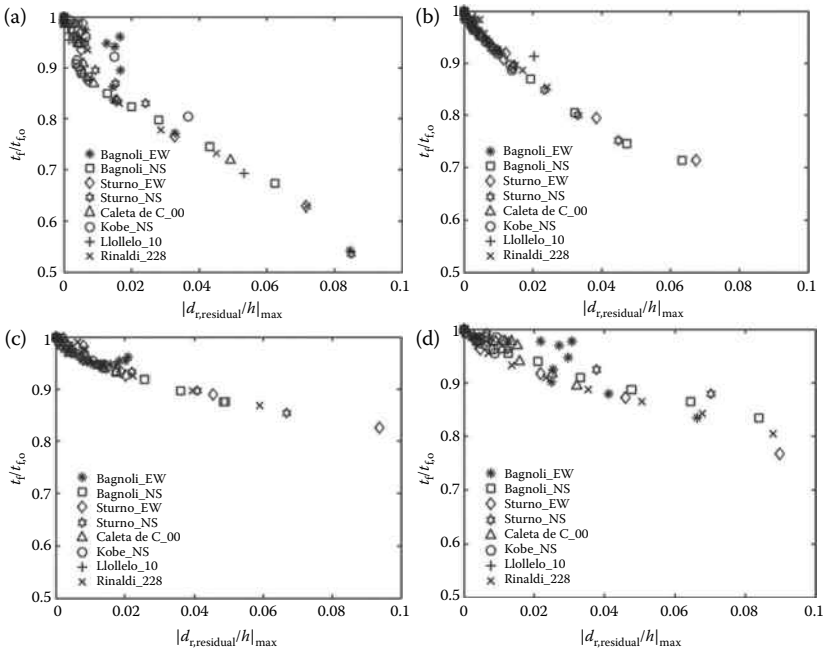 (a)
1
0.9
0.8
0.7
0.6
0.5
t_f/t_f,o
Bagnoli_EW
Bagnoli_NS
Sturno_EW
Sturno_NS
Caleta de C_00
Kobe_NS
Llollelo_10
Rinaldi_228
0 0.02 0.04 0.06 0.08 0.1
|d_r,residual/h|_max
(b)
1
0.9
0.8
0.7
0.6
0.5
t_f/t_f,o
Bagnoli_EW
Bagnoli_NS
Sturno_EW
Sturno_NS
Caleta de C_00
Kobe_NS
Llollelo_10
Rinaldi_228
0 0.02 0.04 0.06 0.08 0.1
|d_r,residual/h|_max
(c)
1
0.9
0.8
0.7
0.6
0.5
t_f/t_f,o
Bagnoli_EW
Bagnoli_NS
Sturno_EW
Sturno_NS
Caleta de C_00
Kobe_NS
Llollelo_10
Rinaldi_228
0 0.02 0.04 0.06 0.08 0.1
|d_r,residual/h|_max
(d)
1
0.9
0.8
0.7
0.6
0.5
t_f/t_f,o
Bagnoli_EW
Bagnoli_NS
Sturno_EW
Sturno_NS
Caleta de C_00
Kobe_NS
Llollelo_10
Rinaldi_228
0 0.02 0.04 0.06 0.08 0.1
|d_r,residual/h|_max